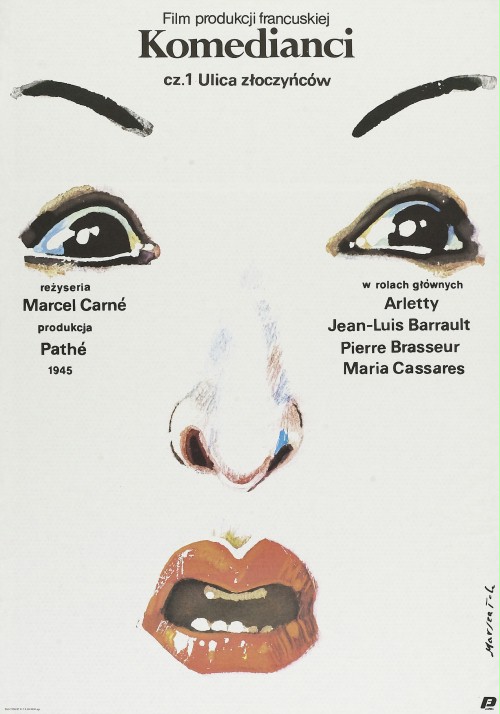 Film produkcji francuskiej
Komedianci
cz.1 Ulica złoczyńców
reżyseria
Marcel Carné
produkcja
Pathé
1945
w rolach głównych
Arletty
Jean-Luis Barrault
Pierre Brasseur
Maria Cassares